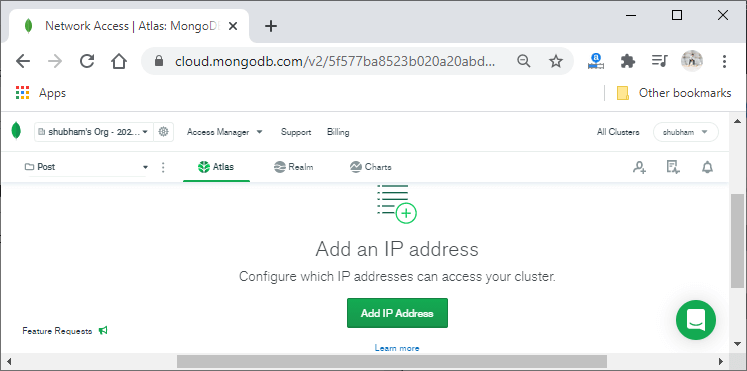 Network Access | Atlas: MongoD
cloud.mongodb.com/v2/5f577ba8523b020a20abd...
Apps
Other bookmarks
shubham's Org - 202...
Access Manager
Support
Billing
All Clusters
shubham
Post
Atlas
Realm
Charts
Add an IP address
Configure which IP addresses can access your cluster.
Add IP Address
Feature Requests
Learn more